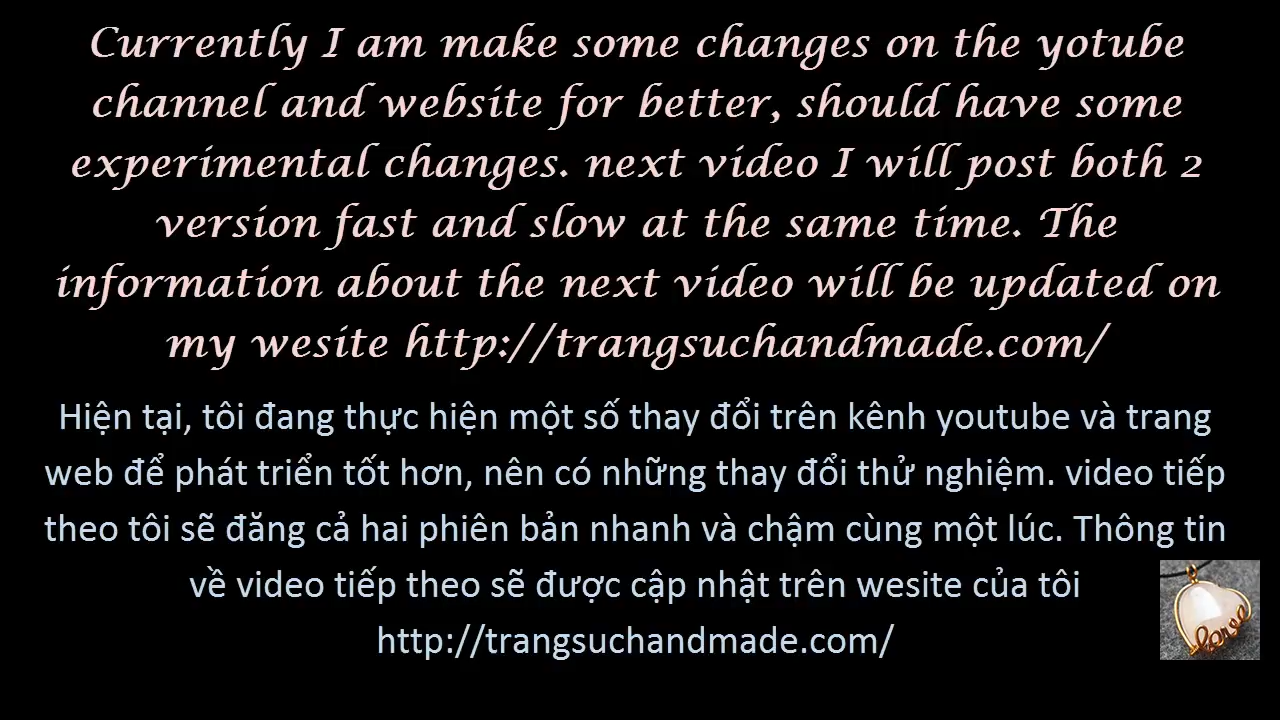 Currently I am make some changes on the yotube
channel and website for better, should have some
experimental changes. next video I will post both 2
version fast and slow at the same time. The
information about the next video will be updated on
my wesite http://trangsuchandmade.com/
Hiện tại, tôi đang thực hiện một số thay đổi trên kênh youtube và trang
web để phát triển tốt hơn, nên có những thay đổi thử nghiệm. video tiếp
theo tôi sẽ đăng cả hai phiên bản nhanh và chậm cùng một lúc. Thông tin
về video tiếp theo sẽ được cập nhật trên wesite của tôi
http://trangsuchandmade.com/
love